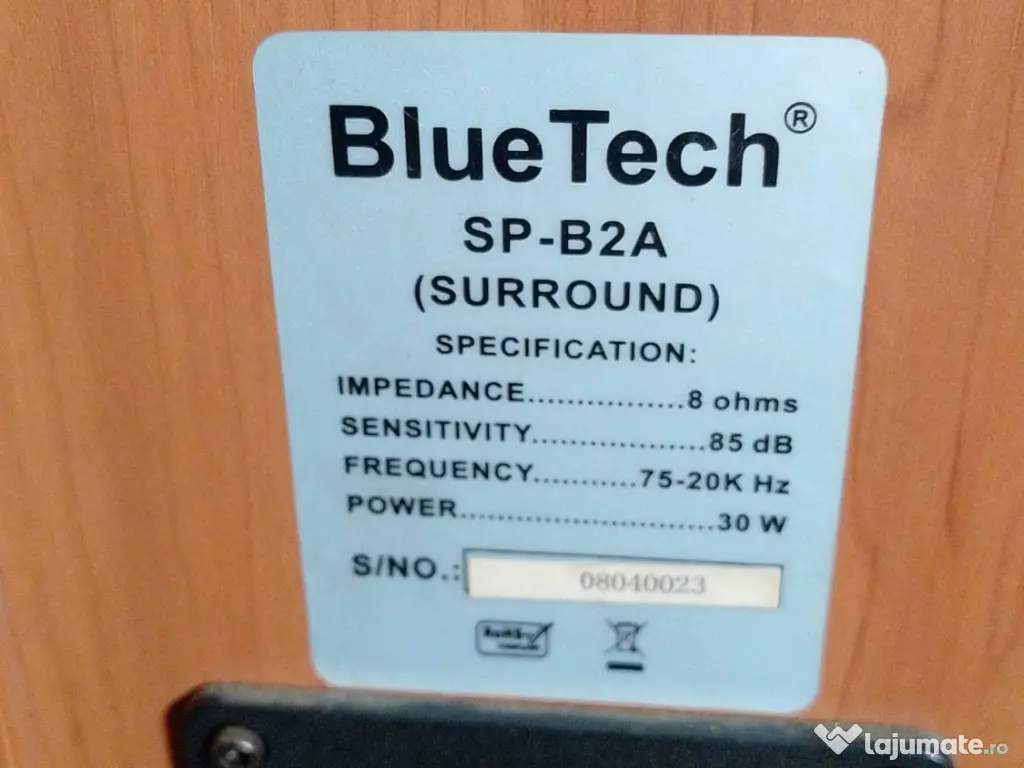 BlueTech®
SP-B2A
(SURROUND)
SPECIFICATION:
IMPEDANCE................8 ohms
SENSITIVITY..................85 dB
FREQUENCY...........75-20K Hz
POWER..........................30 W
S/NO.: 08040023
RoHS
lajumate.ro